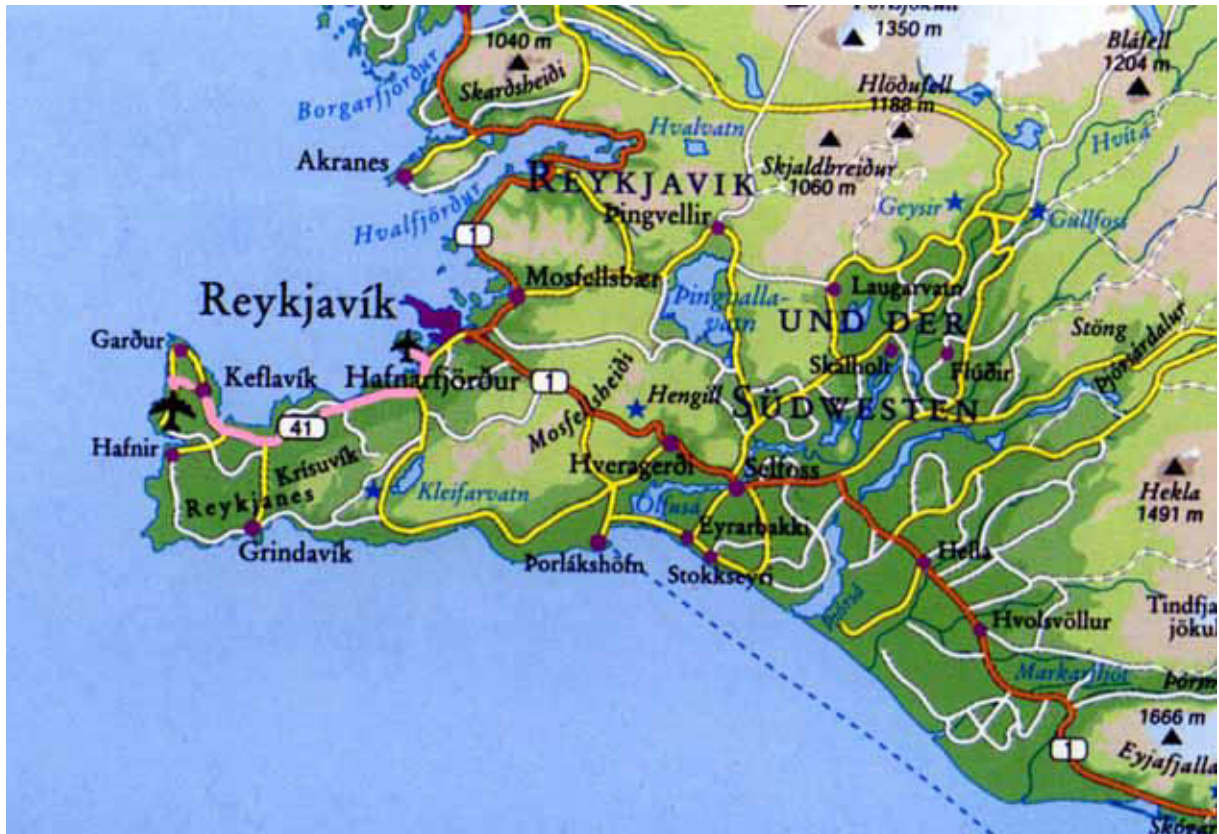 1350 m
1040 m
Skarðsheiði
Borgarfjörður
Bláfell
1204 m
Hlöðufell
1188 m
Hvalvatn
Hvítá
Akranes
REYKJAVIK
Skjaldbreiður
1060 m
Geysir
Gullfoss
Hvalfjörður
Þingvellir
1
Mosfellsbær
Reykjavík
Þingvalla-
vatn
Laugarvatn
UND DER
Stöng
Þjórsárdalur
Garður
Skálholt
Flúðir
Keflavík
Hafnarfjörður
1
Mosfellsheiði
Hengill
SÜDWESTEN
41
Hafnir
Krísuvík
Hveragerði
Selfoss
Hekla
1491 m
Reykjanes
Kleifarvatn
Ölfusá
Eyrarbakki
Grindavík
Þorlákshöfn
Stokkseyri
Hella
Hvolsvöllur
Tindfja
jöku
Markarfljót
Þórsm
1666 m
1
Eyjafjalla
Skógar